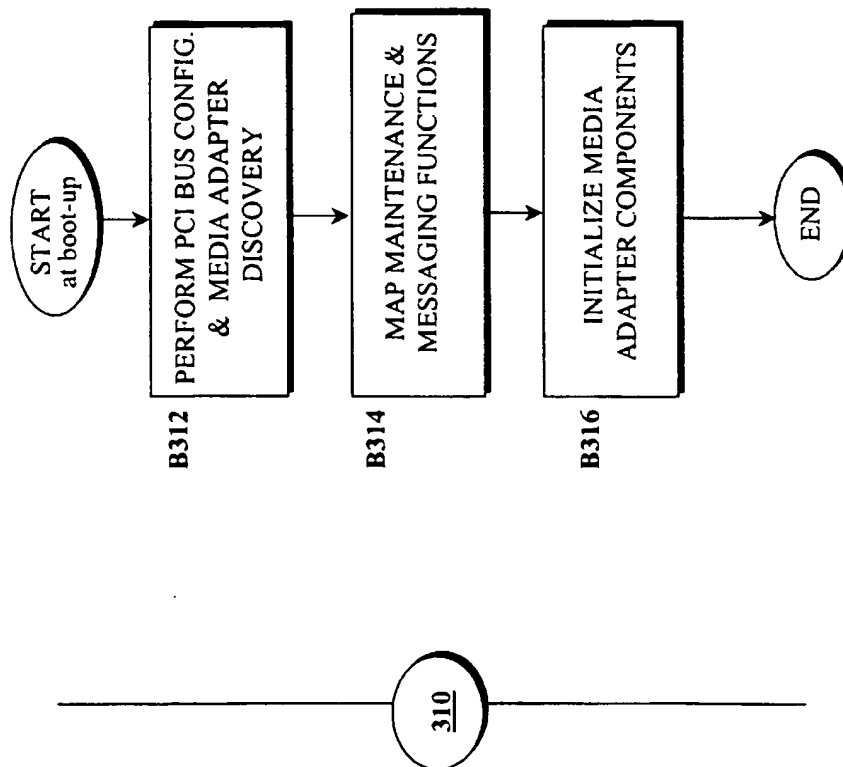 START
at boot-up
B312
PERFORM PCI BUS CONFIG.
& MEDIA ADAPTER
DISCOVERY
B314
MAP MAINTENANCE &
MESSAGING FUNCTIONS
B316
INITIALIZE MEDIA
ADAPTER COMPONENTS
END
310